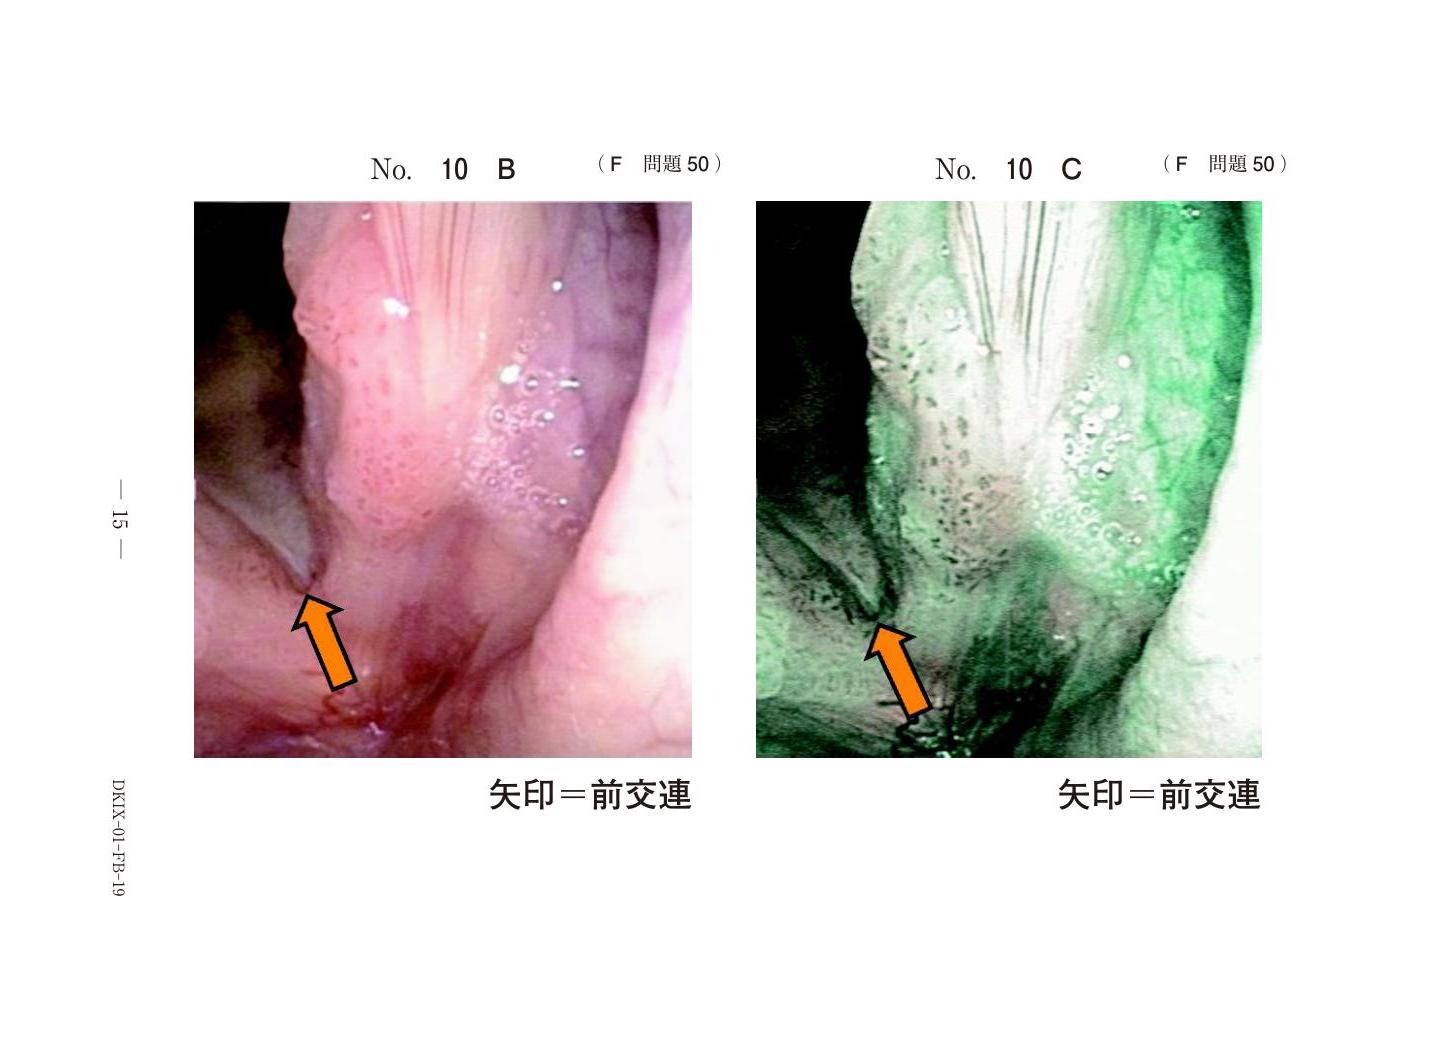 No. 10 B （F 問題 50）
No. 10 C （F 問題 50）
矢印＝前交連
矢印＝前交連
— 15 —
DKIX-01-FB-19